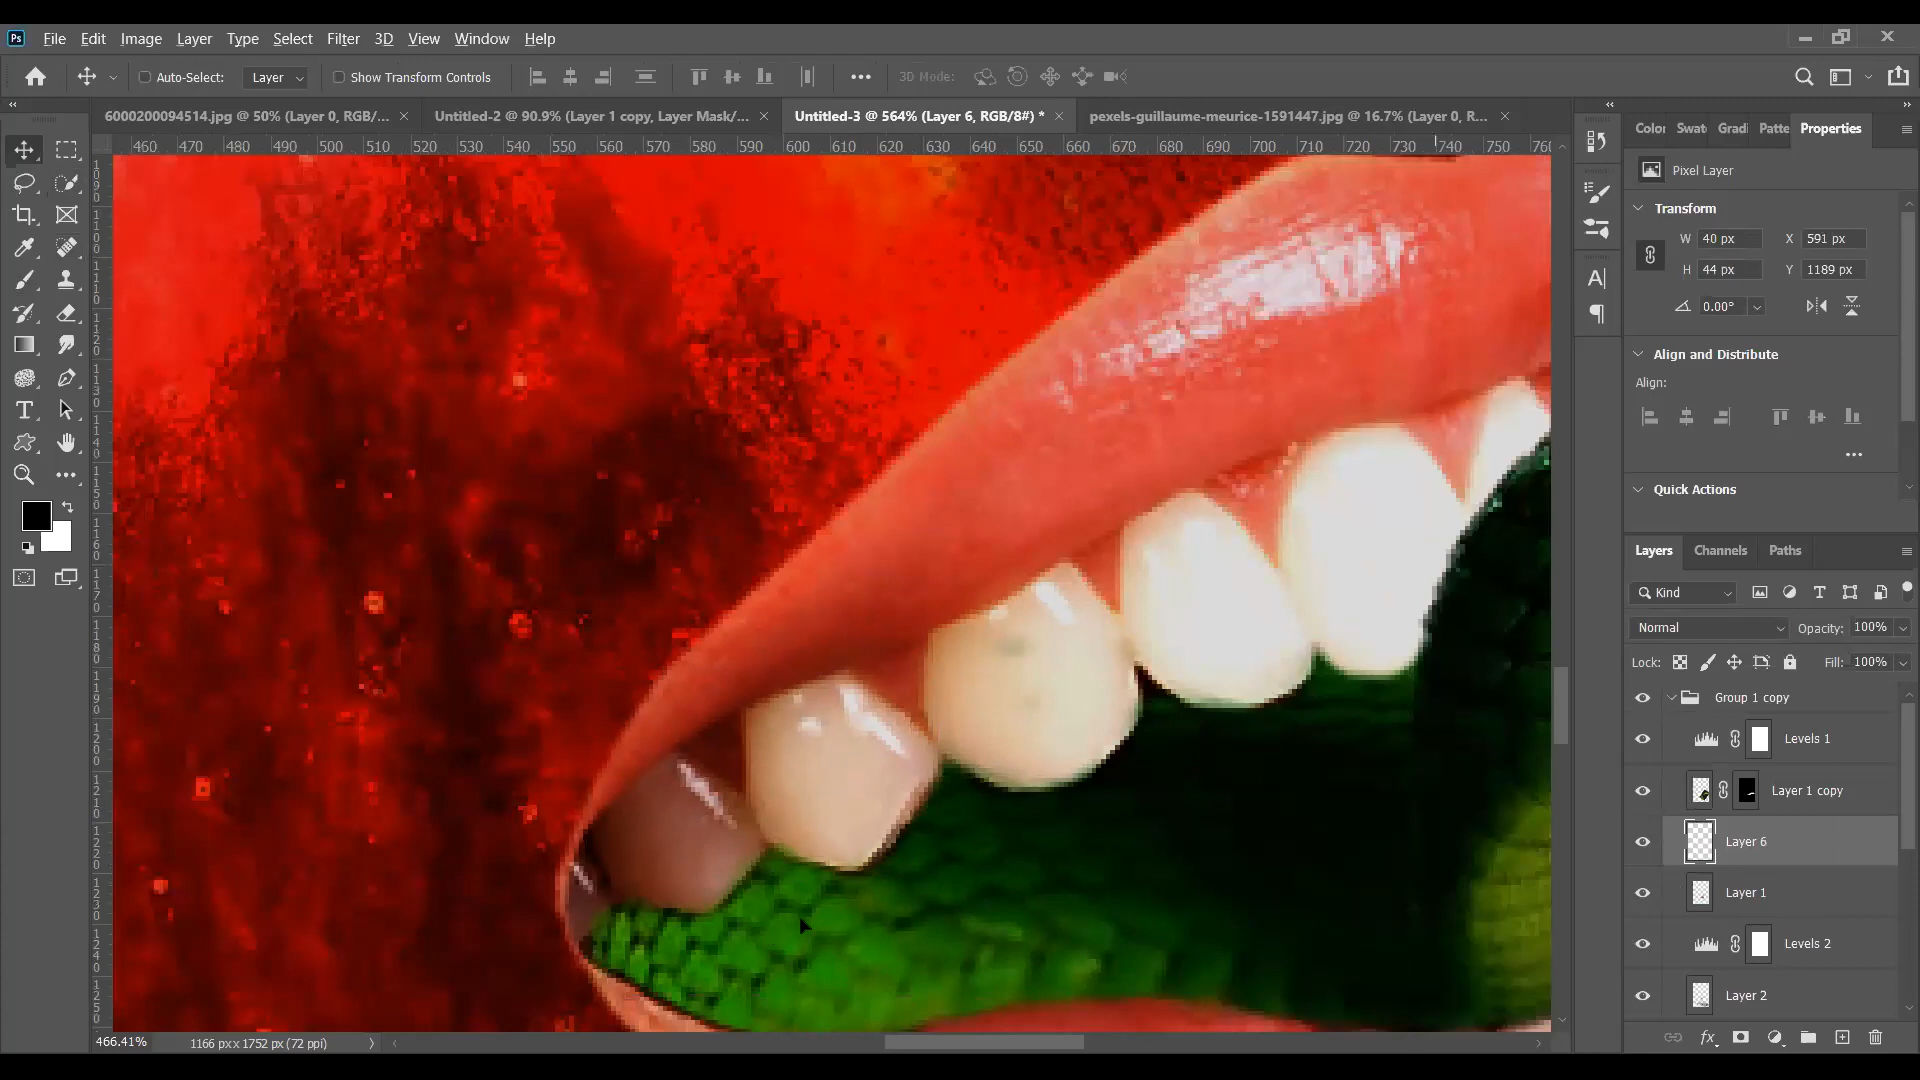 Ps File Edit Image Layer Type Select Filter 3D View Window Help
Auto-Select: Layer Show Transform Controls 3D Mode:
6000200094514.jpg @ 50% (Layer 0, RGB/... Untitled-2 @ 90.9% (Layer 1 copy, Layer Mask/... Untitled-3 @ 564% (Layer 6, RGB/8#) * pexels-guillaume-meurice-1591447.jpg @ 16.7% (Layer 0, R...
460 470 480 490 500 510 520 530 540 550 560 570 580 590 600 610 620 630 640 650 660 670 680 690 700 710 720 730 740 750
Color Swatc Gradi Patte Properties
Pixel Layer
Transform
W 40 px X 591 px
H 44 px Y 1189 px
0.00°
Align and Distribute
Align:
Quick Actions
Layers Channels Paths
Kind
Normal Opacity: 100%
Lock: Fill: 100%
Group 1 copy
Levels 1
Layer 1 copy
Layer 6
Layer 1
Levels 2
Layer 2
fx
466.41% 1166 px x 1752 px (72 ppi)